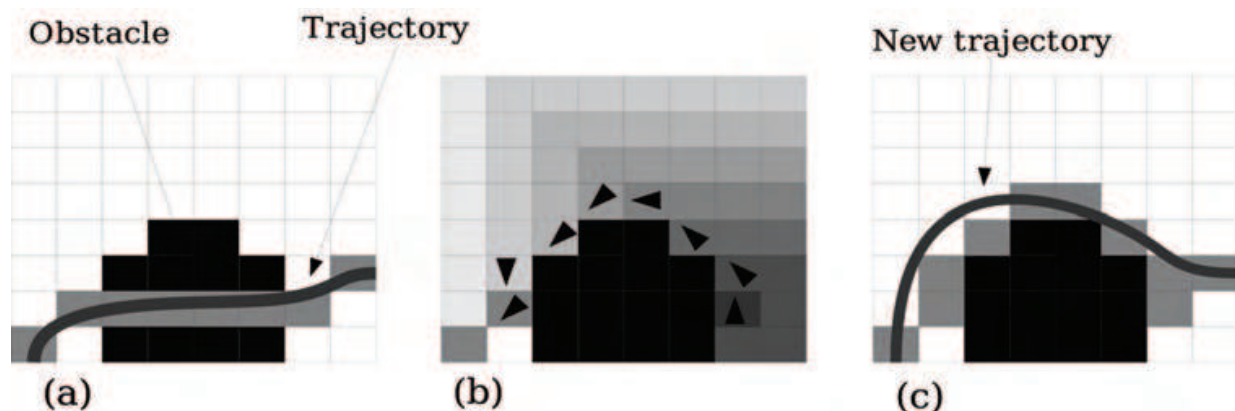 Obstacle
Trajectory
New trajectory
(a)
(b)
(c)